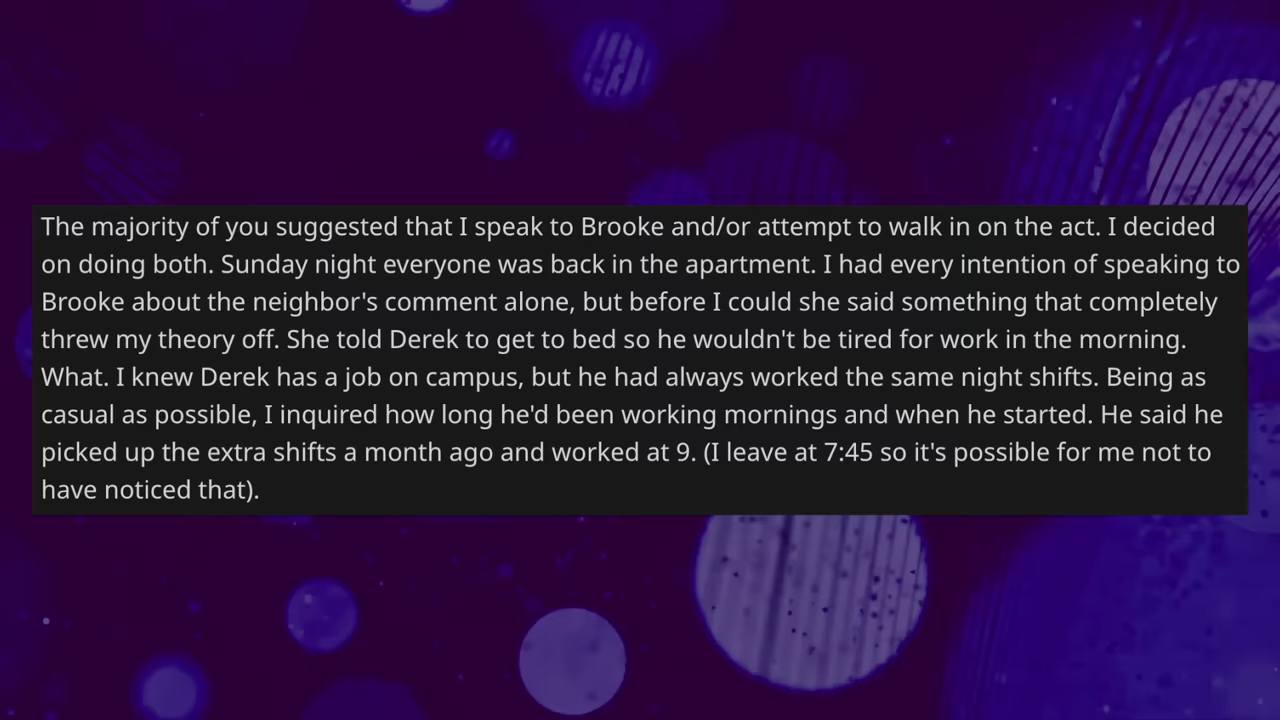 The majority of you suggested that I speak to Brooke and/or attempt to walk in on the act. I decided
on doing both. Sunday night everyone was back in the apartment. I had every intention of speaking to
Brooke about the neighbor's comment alone, but before I could she said something that completely
threw my theory off. She told Derek to get to bed so he wouldn't be tired for work in the morning.
What. I knew Derek has a job on campus, but he had always worked the same night shifts. Being as
casual as possible, I inquired how long he'd been working mornings and when he started. He said he
picked up the extra shifts a month ago and worked at 9. (I leave at 7:45 so it's possible for me not to
have noticed that).